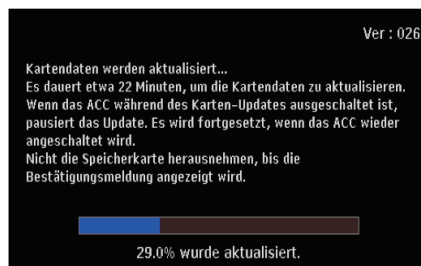 Ver : 026
Kartendaten werden aktualisiert...
Es dauert etwa 22 Minuten, um die Kartendaten zu aktualisieren.
Wenn das ACC während des Karten-Updates ausgeschaltet ist,
pausiert das Update. Es wird fortgesetzt, wenn das ACC wieder
angeschaltet wird.
Nicht die Speicherkarte herausnehmen, bis die
Bestätigungsmeldung angezeigt wird.
29.0% wurde aktualisiert.